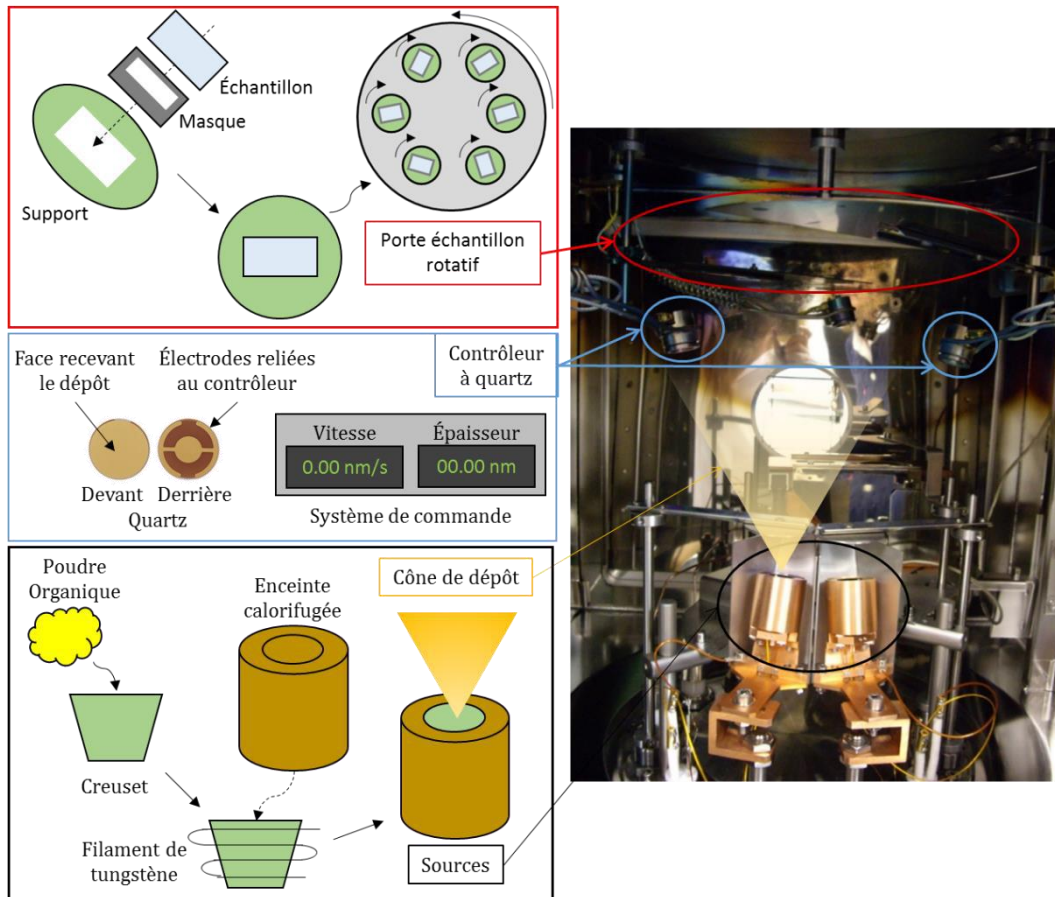 Échantillon
Masque
Support
Porte échantillon
rotatif
Face recevant
le dépôt
Électrodes reliées
au contrôleur
Contrôleur
à quartz
Vitesse
Épaisseur
0.00 nm/s
00.00 nm
Devant
Derrière
Quartz
Système de commande
Poudre
Organique
Enceinte
calorifugée
Cône de dépôt
Creuset
Filament de
tungstène
Sources